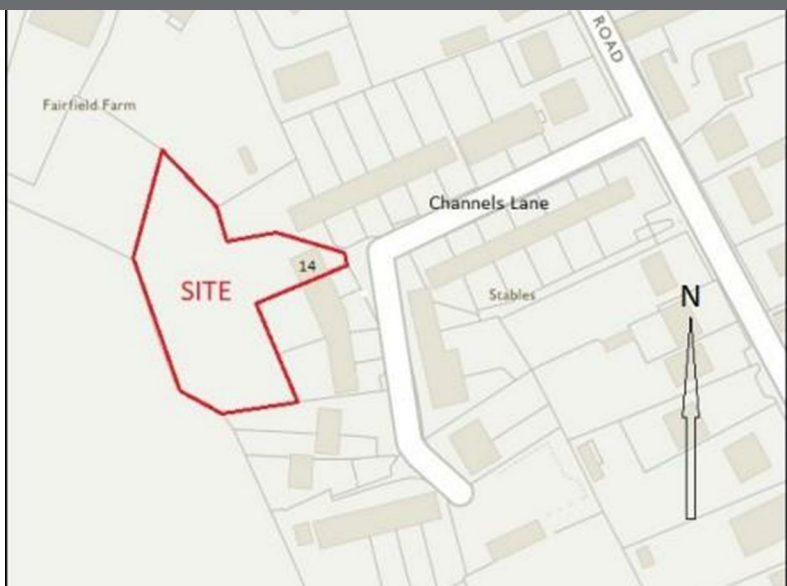 ROAD
Fairfield Farm
Channels Lane
14
SITE
Stables
N